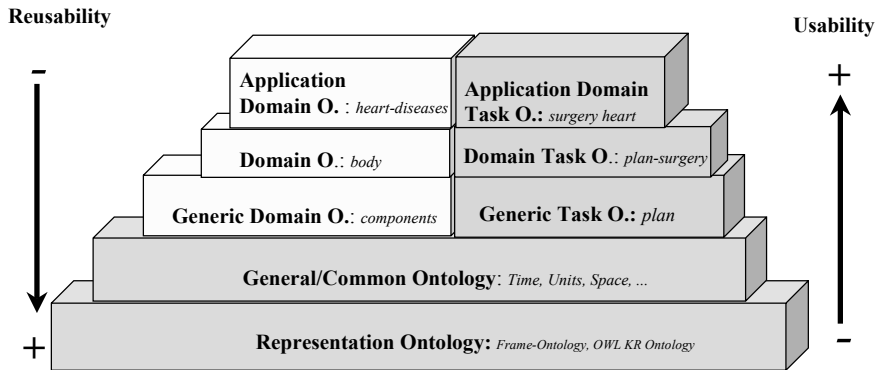 Reusability
Usability
-
+
Application
Domain O. : heart-diseases
Application Domain
Task O.: surgery heart
Domain O.: body
Domain Task O.: plan-surgery
Generic Domain O.: components
Generic Task O.: plan
General/Common Ontology: Time, Units, Space, ...
+
Representation Ontology: Frame-Ontology, OWL KR Ontology
-